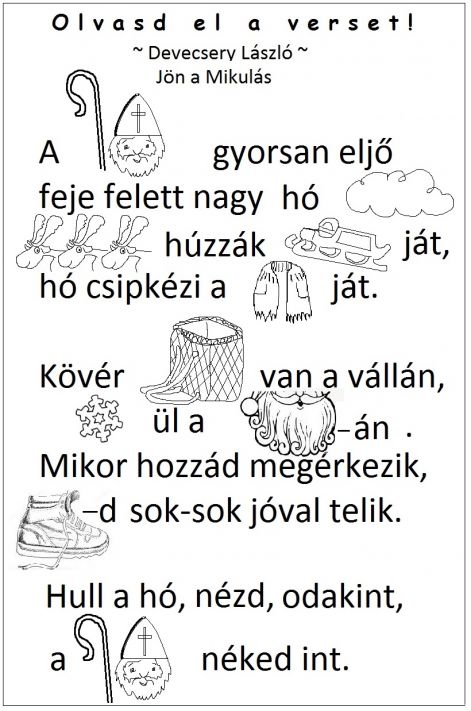 Olvasd el a verset!
~ Devecsery László ~
Jön a Mikulás
A gyorsan eljő
feje felett nagy hó
húzzák ját,
hó csipkézi a ját.
Kövér van a vállán,
ül a –án .
Mikor hozzád megérkezik,
–d sok-sok jóval telik.
Hull a hó, nézd, odakint,
a néked int.